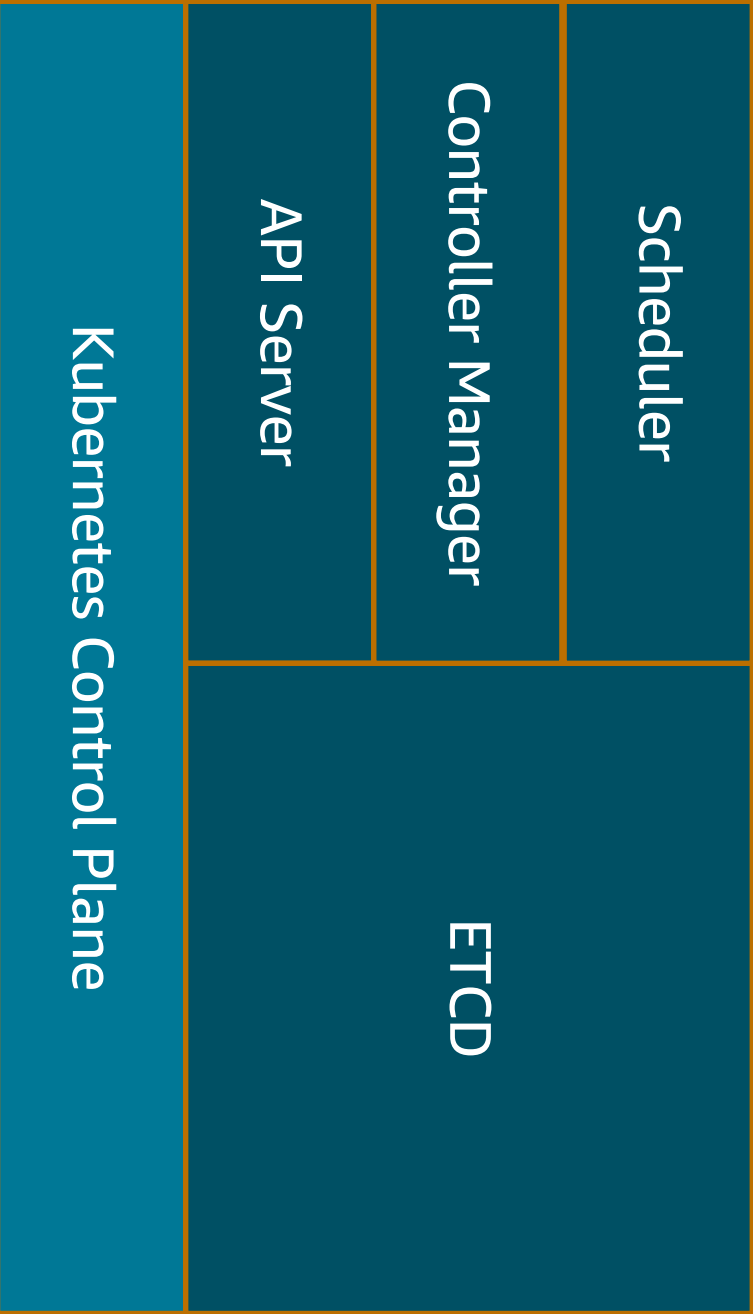 Scheduler
Controller Manager
API Server
ETCD
Kubernetes Control Plane